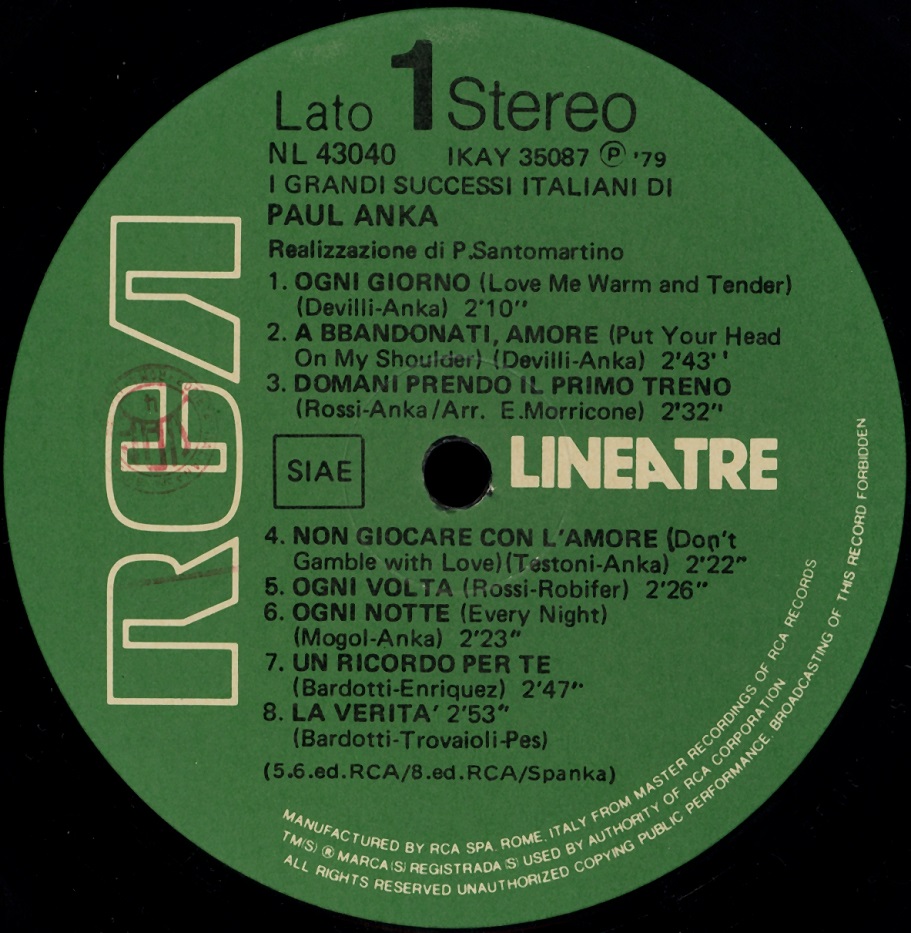 Lato 1 Stereo
NL 43040 IKAY 35087 Ⓟ '79
I GRANDI SUCCESSI ITALIANI DI
PAUL ANKA
Realizzazione di P.Santomartino
1. OGNI GIORNO (Love Me Warm and Tender)
(Devilli-Anka) 2'10''
2. A BBANDONATI, AMORE (Put Your Head
On My Shoulder) (Devilli-Anka) 2'43''
3. DOMANI PRENDO IL PRIMO TRENO
(Rossi-Anka/Arr. E.Morricone) 2'32''
RCA
SIAE
LINEATRE
4. NON GIOCARE CON L'AMORE (Don't
Gamble with Love)(Testoni-Anka) 2'22"
5. OGNI VOLTA (Rossi-Robifer) 2'26"
6. OGNI NOTTE (Every Night)
(Mogol-Anka) 2'23"
7. UN RICORDO PER TE
(Bardotti-Enriquez) 2'47"
8. LA VERITA' 2'53"
(Bardotti-Trovaioli-Pes)
(5.6.ed.RCA/8.ed.RCA/Spanka)
MANUFACTURED BY RCA SPA, ROME, ITALY FROM MASTER RECORDINGS OF RCA RECORDS
TM(S) ® MARCA(S) REGISTRADA(S) USED BY AUTHORITY OF RCA CORPORATION
ALL RIGHTS RESERVED UNAUTHORIZED COPYING PUBLIC PERFORMANCE, BROADCASTING OF THIS RECORD FORBIDDEN